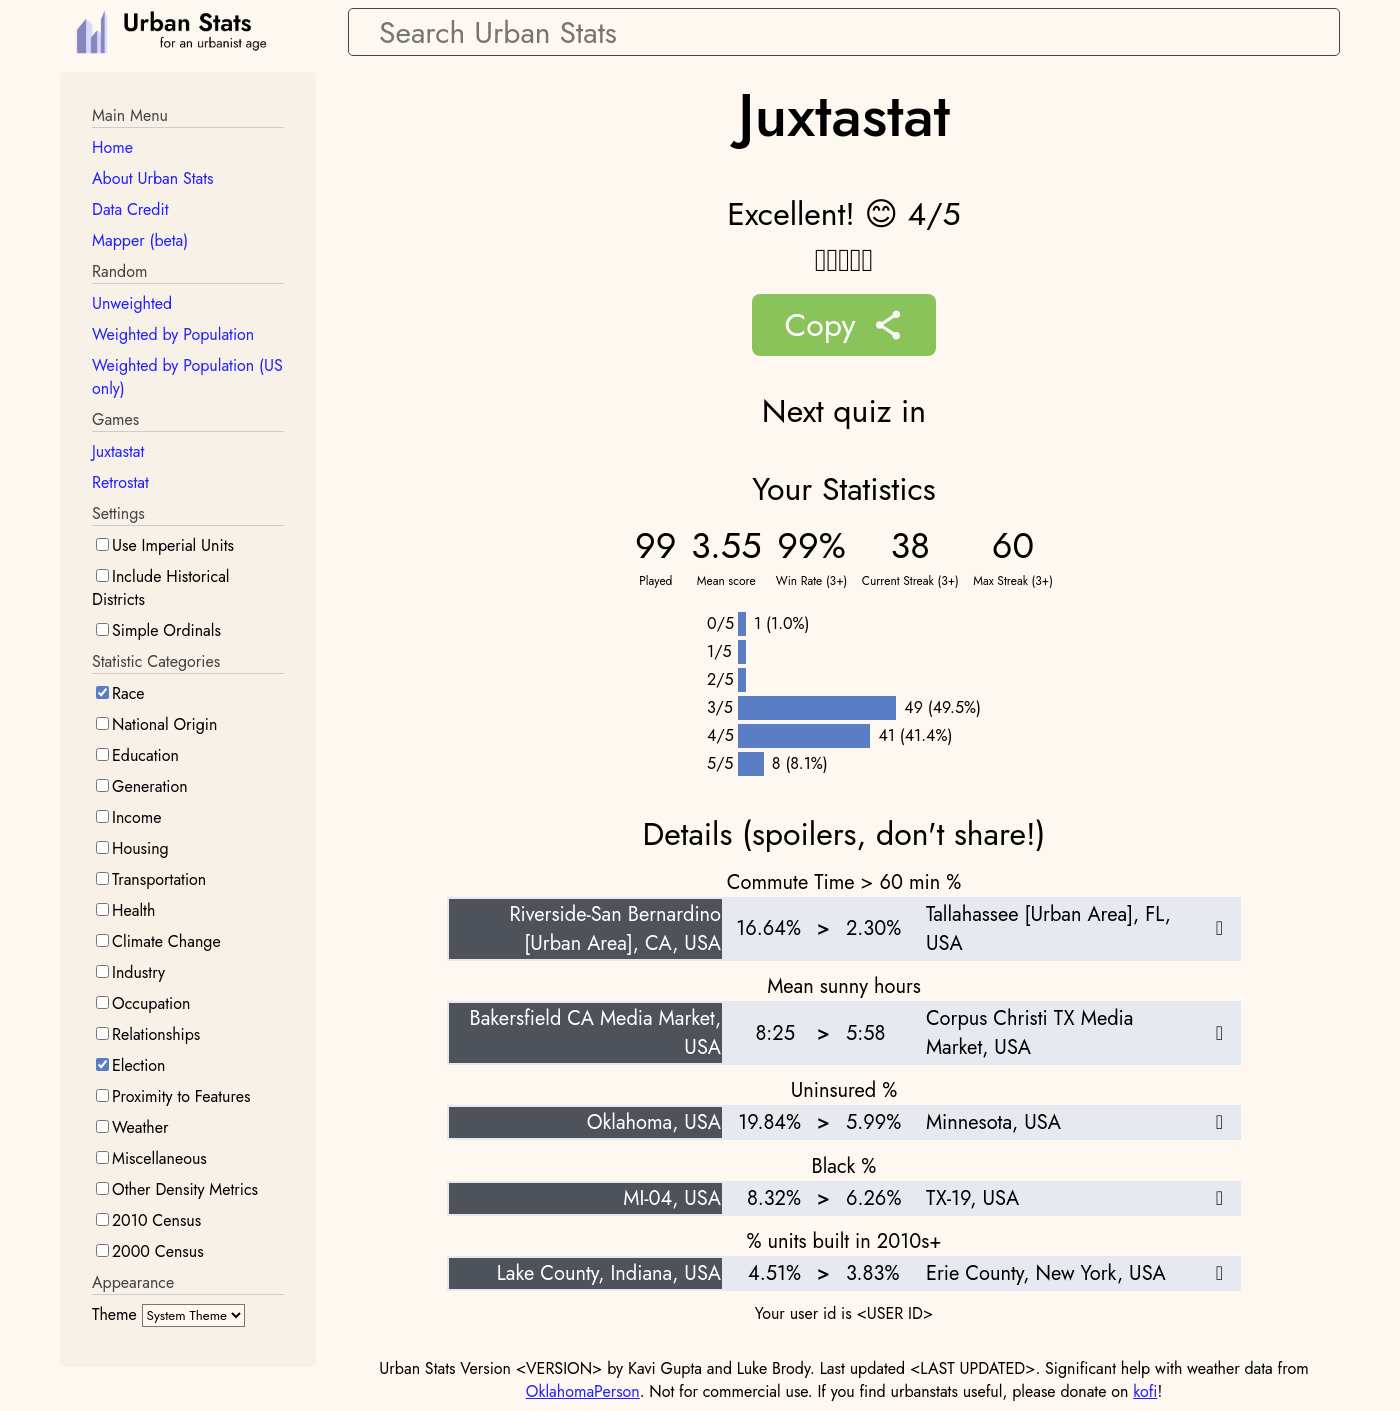 Urban Stats
for an urbanist age
Search Urban Stats
Main Menu
Home
About Urban Stats
Data Credit
Mapper (beta)
Random
Unweighted
Weighted by Population
Weighted by Population (US
only)
Games
Juxtastat
Retrostat
Settings
Use Imperial Units
Include Historical
Districts
Simple Ordinals
Statistic Categories
Race
National Origin
Education
Generation
Income
Housing
Transportation
Health
Climate Change
Industry
Occupation
Relationships
Election
Proximity to Features
Weather
Miscellaneous
Other Density Metrics
2010 Census
2000 Census
Appearance
Theme System Theme
Juxtastat
Excellent! 😊 4/5
Copy
Next quiz in
Your Statistics
99 3.55 99% 38 60
Played Mean score Win Rate (3+) Current Streak (3+) Max Streak (3+)
0/5 1 (1.0%)
1/5
2/5
3/5 49 (49.5%)
4/5 41 (41.4%)
5/5 8 (8.1%)
Details (spoilers, don't share!)
Commute Time > 60 min %
Riverside-San Bernardino
[Urban Area], CA, USA
16.64% > 2.30%
Tallahassee [Urban Area], FL,
USA
Mean sunny hours
Bakersfield CA Media Market,
USA
8:25 > 5:58
Corpus Christi TX Media
Market, USA
Uninsured %
Oklahoma, USA 19.84% > 5.99% Minnesota, USA
Black %
MI-04, USA 8.32% > 6.26% TX-19, USA
% units built in 2010s+
Lake County, Indiana, USA 4.51% > 3.83% Erie County, New York, USA
Your user id is <USER ID>
Urban Stats Version <VERSION> by Kavi Gupta and Luke Brody. Last updated <LAST UPDATED>. Significant help with weather data from
OklahomaPerson. Not for commercial use. If you find urbanstats useful, please donate on kofi!